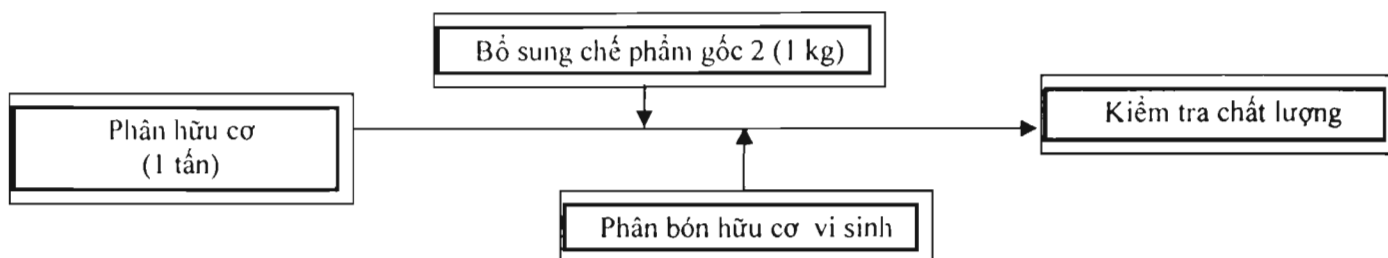 Bổ sung chế phẩm gốc 2 (1 kg)
Phân hữu cơ
(1 tấn)
Kiểm tra chất lượng
Phân bón hữu cơ vi sinh